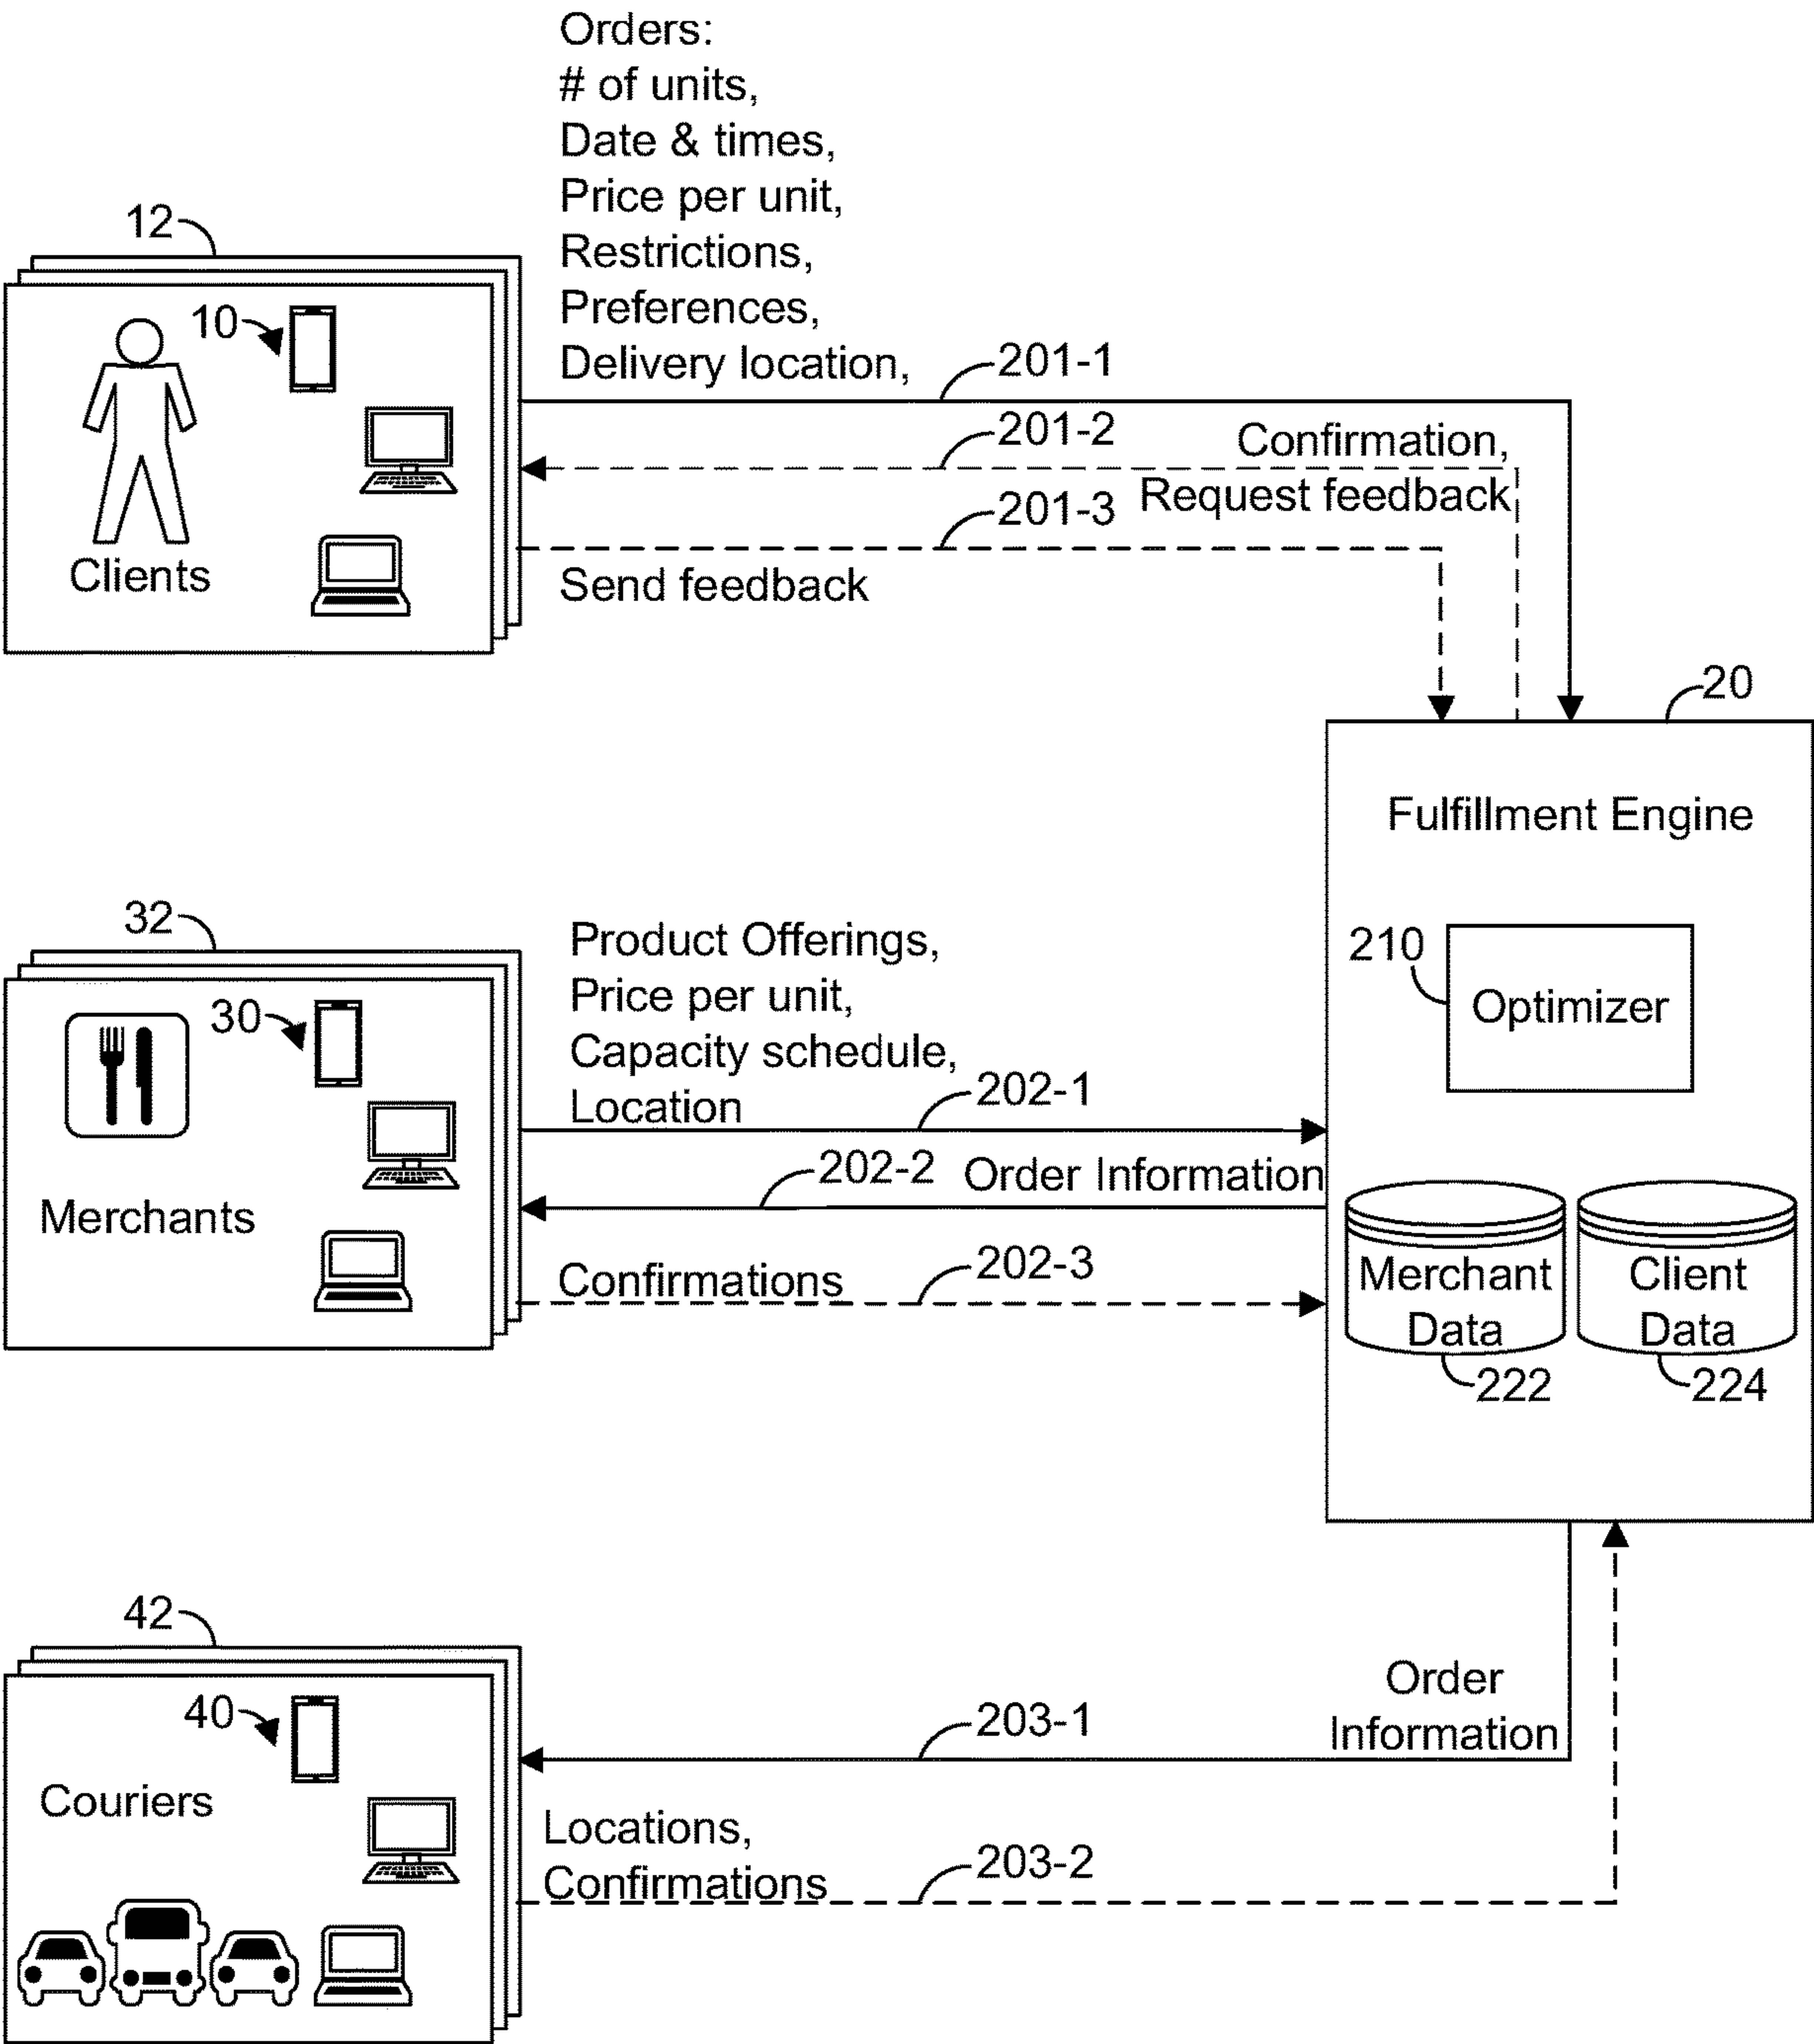 Orders:
# of units,
Date & times,
Price per unit,
Restrictions,
Preferences,
Delivery location,
12
10
Clients
201-1
201-2
Confirmation,
Request feedback
201-3
Send feedback
20
Fulfillment Engine
210
Optimizer
Merchant
Data
222
Client
Data
224
32
30
Merchants
Product Offerings,
Price per unit,
Capacity schedule,
Location
202-1
202-2
Order Information
Confirmations
202-3
42
40
Couriers
203-1
Order
Information
Locations,
Confirmations
203-2